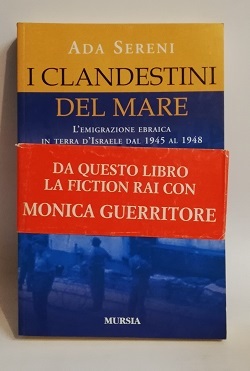 ADA SERENI
I CLANDESTINI
DEL MARE
L'EMIGRAZIONE EBRAICA
IN TERRA D'ISRAELE DAL 1945 AL 1948
DA QUESTO LIBRO
LA FICTION RAI CON
MONICA GUERRITORE
MURSIA